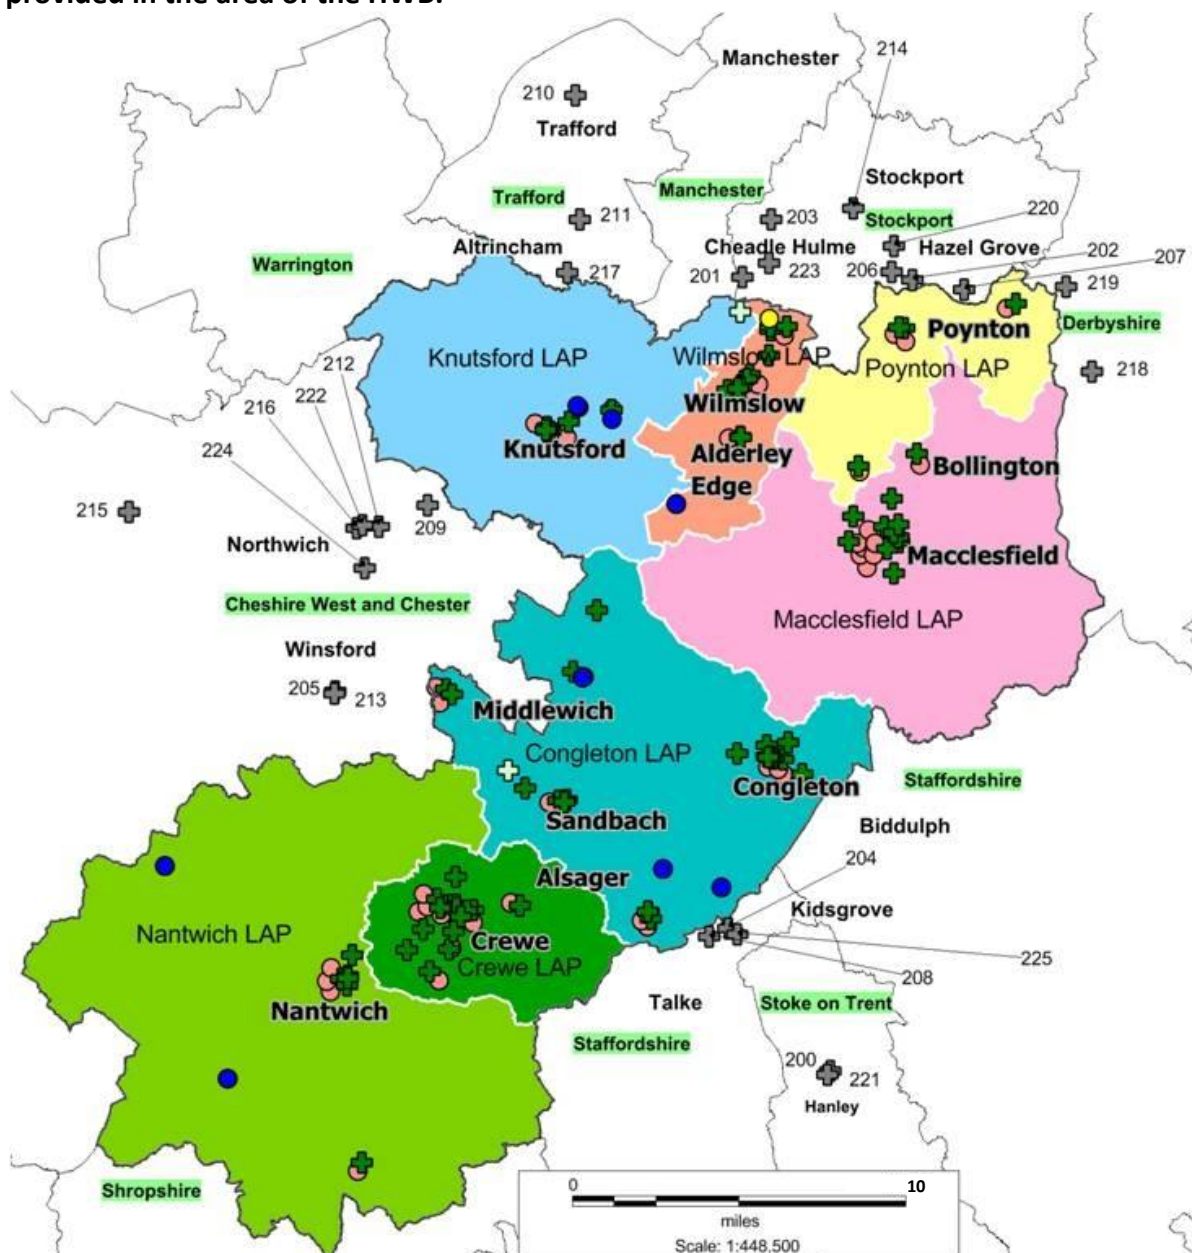 provided in the area of the HWB.
Manchester
214
210
Trafford
Stockport
Trafford
Manchester
220
211
203
Stockport
Altrincham
Cheadle Hulme
Hazel Grove
202
207
Warrington
217
201
223
206
219
Derbyshire
Poynton
212
Knutsford LAP
Wilmslow LAP
Poynton LAP
218
222
216
Wilmslow
224
Knutsford
Alderley
Edge
Bollington
215
209
Northwich
Macclesfield
Cheshire West and Chester
Macclesfield LAP
Winsford
205
213
Middlewich
Congleton LAP
Staffordshire
Congleton
Sandbach
Biddulph
204
Alsager
Kidsgrove
Nantwich LAP
Crewe
Crewe LAP
225
208
Nantwich
Talke
Stoke on Trent
Staffordshire
200
221
Hanley
Shropshire
0
10
miles
Scale: 1:448,500